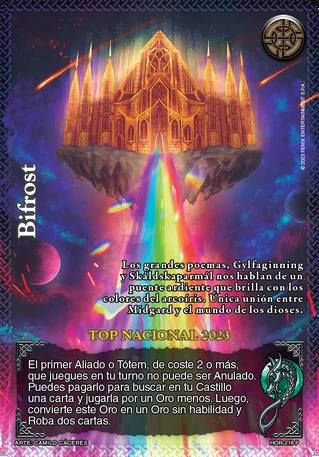 © 2023 FENIX ENTERTAINMENT S.P.A.
Bifrost
Los grandes poemas, Gylfaginning
y Skáldskaparmál nos hablan de un
puente ardiente que brilla con los
colores del arcoíris. Única unión entre
Midgard y el mundo de los dioses.
TOP NACIONAL 2023
El primer Aliado o Tótem, de coste 2 o más,
que juegues en tu turno no puede ser Anulado.
Puedes pagarlo para buscar en tu Castillo
una carta y jugarla por un Oro menos. Luego,
convierte este Oro en un Oro sin habilidad y
Roba dos cartas.
ARTE: CAMILO CÁCERES
HOR-218 P